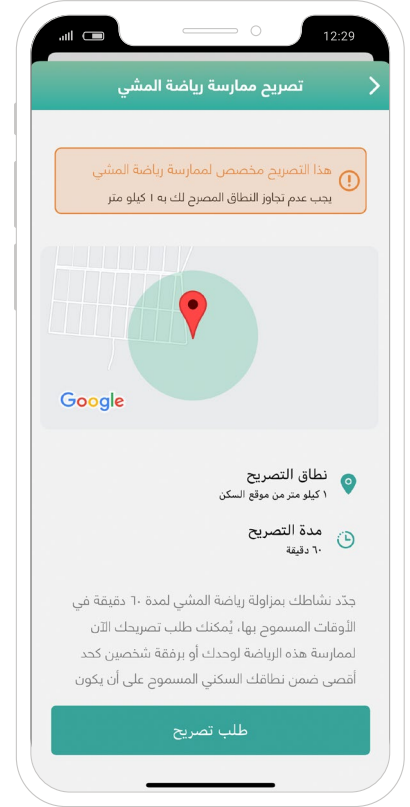 12:29
تصريح ممارسة رياضة المشي
هذا التصريح مخصص لممارسة رياضة المشي
يجب عدم تجاوز النطاق المصرح لك به ١ كيلو متر
Google
نطاق التصريح
١ كيلو متر من موقع السكن
مدة التصريح
٦٠ دقيقة
جدّد نشاطك بمزاولة رياضة المشي لمدة ٦٠ دقيقة في
الأوقات المسموح بها، يُمكنك طلب تصريحك الآن
لممارسة هذه الرياضة لوحدك أو برفقة شخصين كحد
أقصى ضمن نطاقك السكني المسموح على أن يكون
طلب تصريح